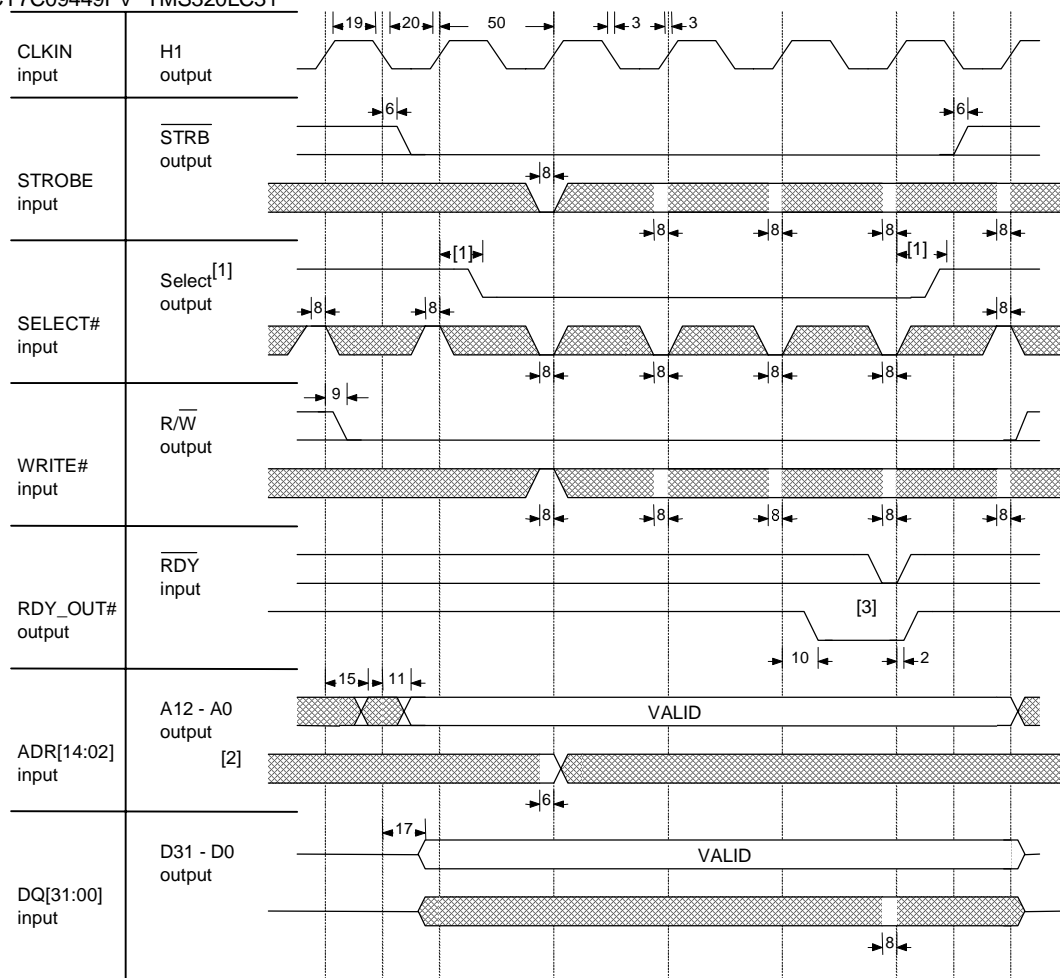 TMS320LC31
19 20 50 3 3
CLKIN
input
H1
output
6 6
STRB
output
STROBE
input
8
8 8 8 8
[1] [1]
Select[1]
output
SELECT#
input
8 8 8
8 8 8 8
9
R/W
output
WRITE#
input
8 8 8 8 8
RDY
input
RDY_OUT#
output
[3]
10 2
15 11
A12 - A0
output
VALID
ADR[14:02]
input
[2]
6
17
D31 - D0
output
VALID
DQ[31:00]
input
8